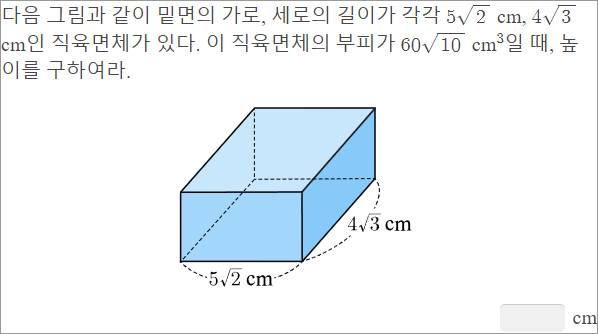 다음 그림과 같이 밑면의 가로, 세로의 길이가 각각 5√2 cm, 4√3
cm인 직육면체가 있다. 이 직육면체의 부피가 60√10 cm³일 때, 높
이를 구하여라.
4√3 cm
5√2 cm
cm